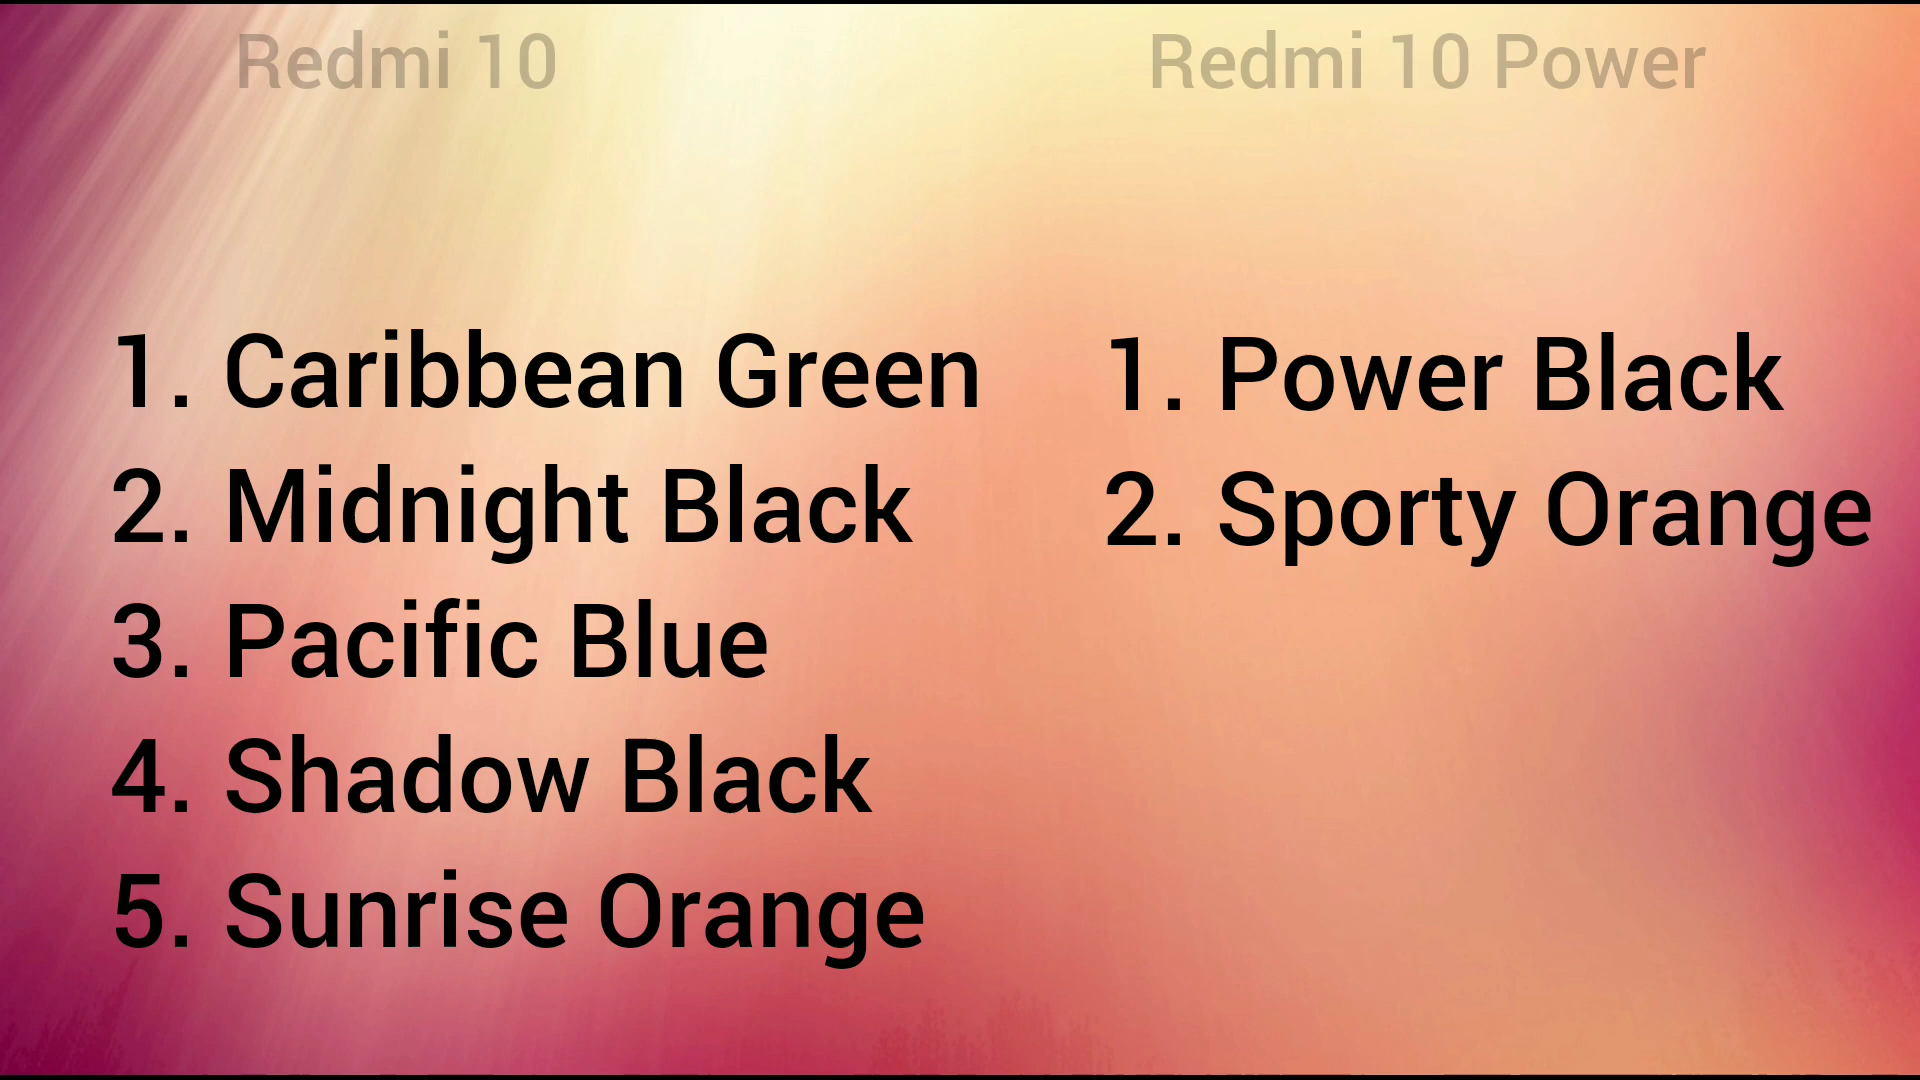 Redmi 10
Redmi 10 Power
1. Caribbean Green
2. Midnight Black
3. Pacific Blue
4. Shadow Black
5. Sunrise Orange
1. Power Black
2. Sporty Orange